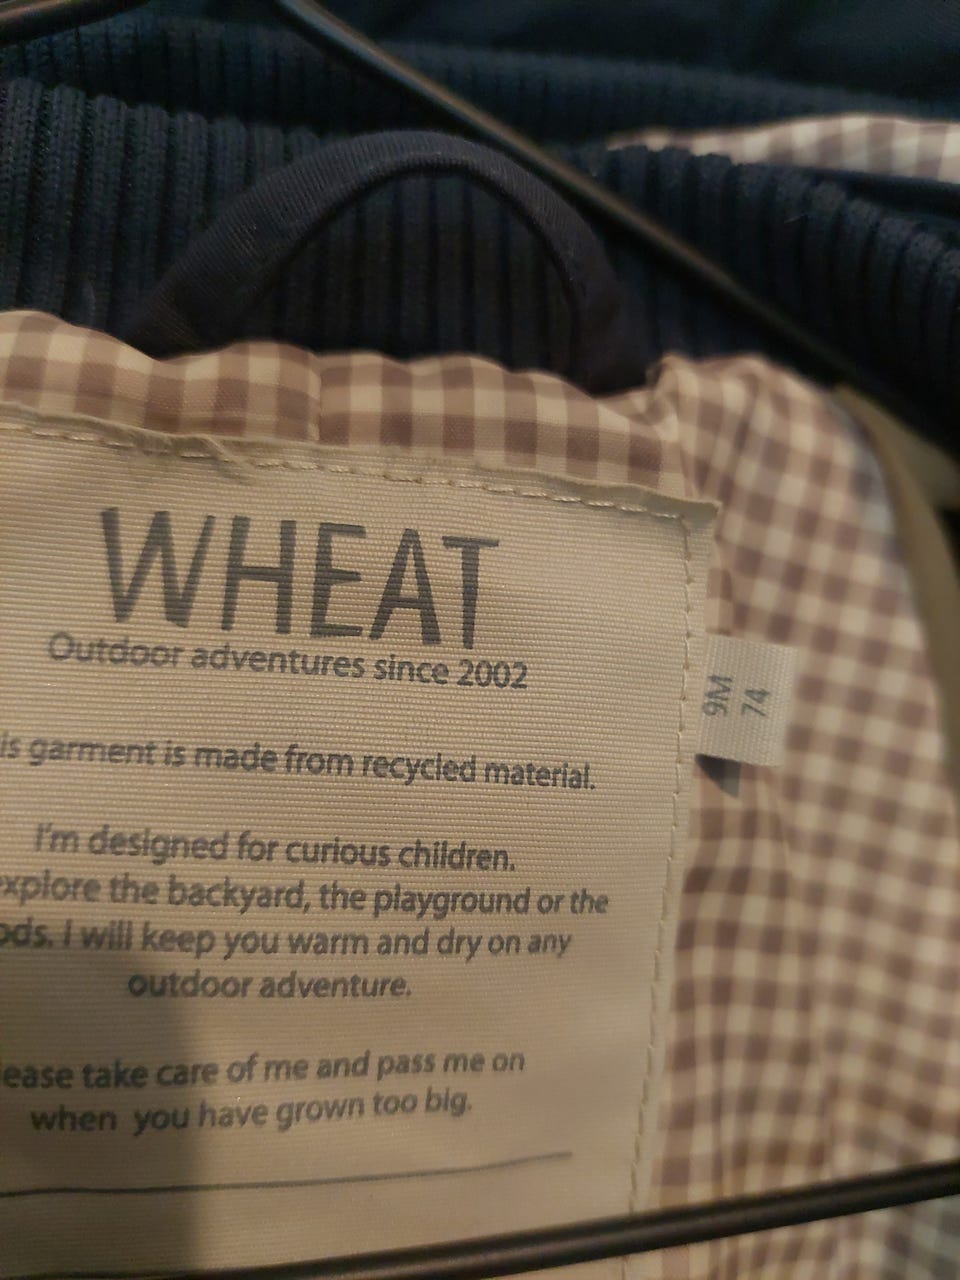 WHEAT
Outdoor adventures since 2002
is garment is made from recycled material.
I'm designed for curious children.
xplore the backyard, the playground or the
ods. I will keep you warm and dry on any
outdoor adventure.
ease take care of me and pass me on
when you have grown too big.
9M
74